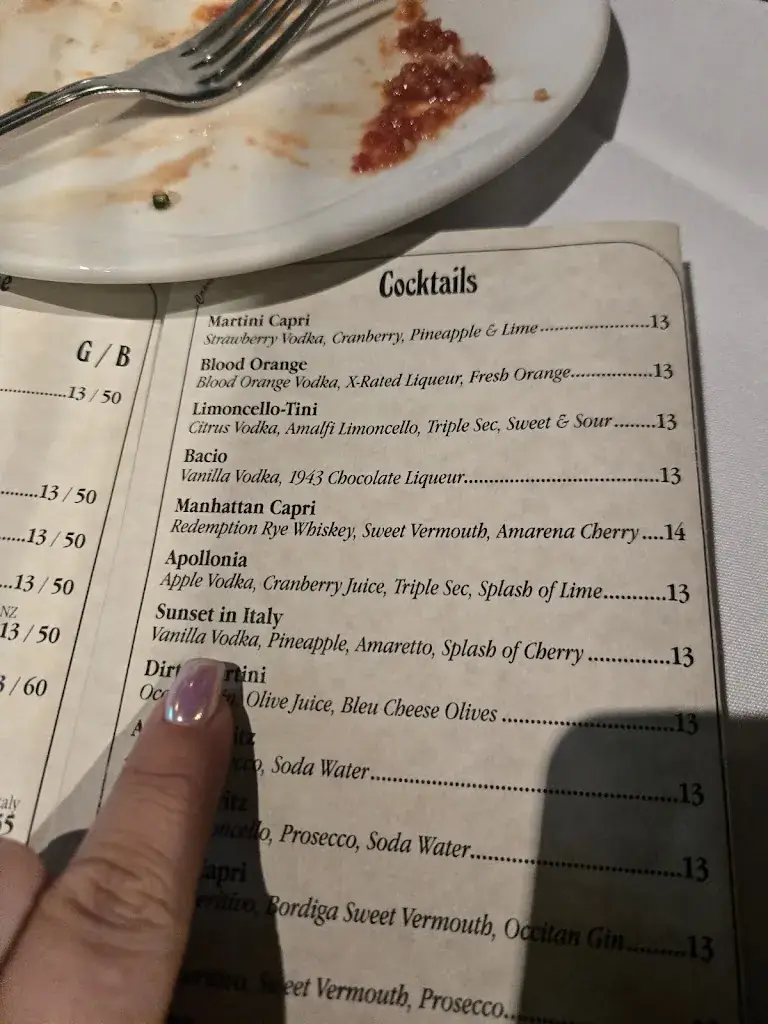 G / B
13 / 50
13 / 50
13 / 50
13 / 50
NZ
13 / 50
/ 60
Cocktails
Martini Capri
Strawberry Vodka, Cranberry, Pineapple & Lime.......................13
Blood Orange
Blood Orange Vodka, X-Rated Liqueur, Fresh Orange.................13
Limoncello-Tini
Citrus Vodka, Amalfi Limoncello, Triple Sec, Sweet & Sour........13
Bacio
Vanilla Vodka, 1943 Chocolate Liqueur.......................................13
Manhattan Capri
Redemption Rye Whiskey, Sweet Vermouth, Amarena Cherry....14
Apollonia
Apple Vodka, Cranberry Juice, Triple Sec, Splash of Lime...........13
Sunset in Italy
Vanilla Vodka, Pineapple, Amaretto, Splash of Cherry ..............13
Olive Juice, Bleu Cheese Olives ..............................13
Soda Water...................................................13
Prosecco, Soda Water.....................................13
Capri
Bordiga Sweet Vermouth, Occitan Gin..........13
Sweet Vermouth, Prosecco..